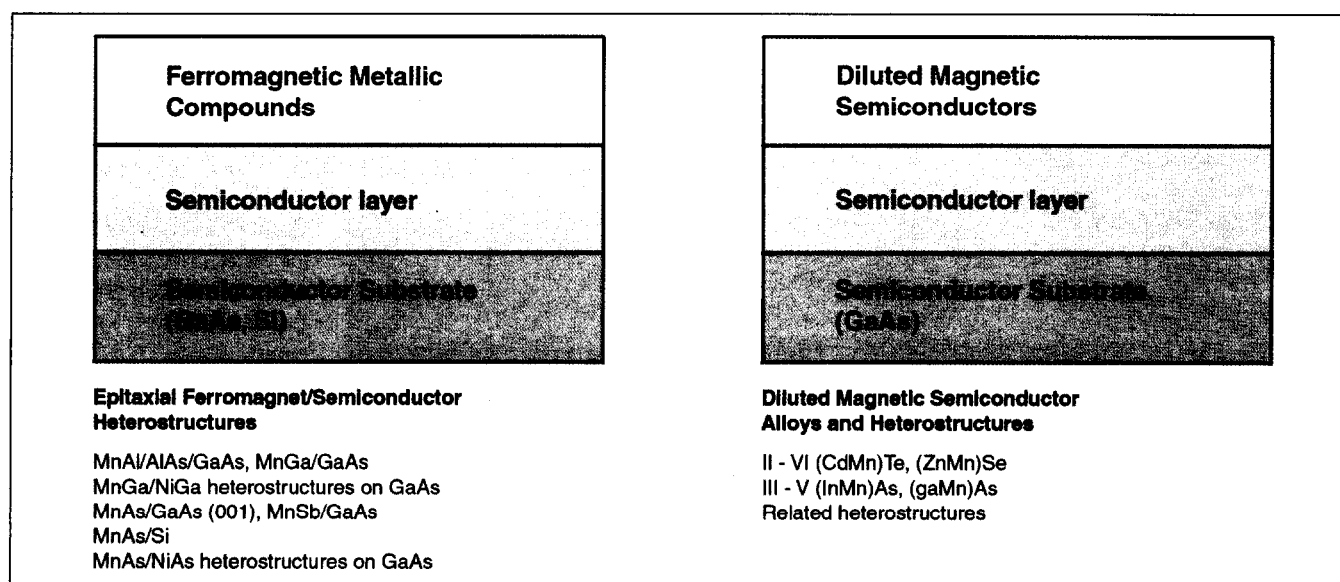 Ferromagnetic Metallic
Compounds
Semiconductor layer
Semiconductor Substrate
(GaAs, Si)
Epitaxial Ferromagnet/Semiconductor
Heterostructures
MnAl/AlAs/GaAs, MnGa/GaAs
MnGa/NiGa heterostructures on GaAs
MnAs/GaAs (001), MnSb/GaAs
MnAs/Si
MnAs/NiAs heterostructures on GaAs
Diluted Magnetic
Semiconductors
Semiconductor layer
Semiconductor Substrate
(GaAs)
Diluted Magnetic Semiconductor
Alloys and Heterostructures
II - VI (CdMn)Te, (ZnMn)Se
III - V (InMn)As, (gaMn)As
Related heterostructures